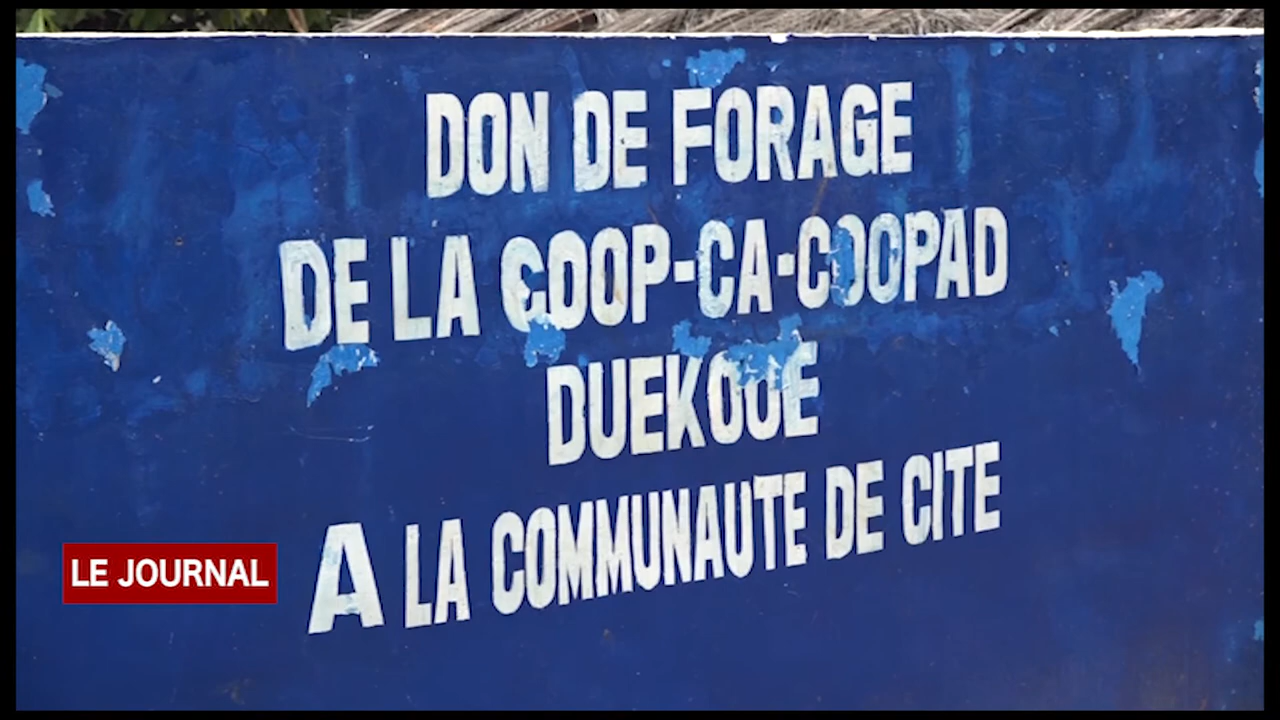 DON DE FORAGE
DE LA COOP-CA-COOPAD
DUEKOUE
A LA COMMUNAUTE DE CITE
LE JOURNAL